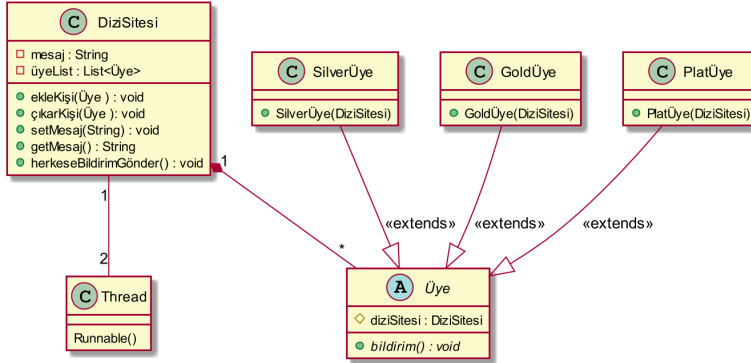 C DiziSitesi
mesaj : String
üyeList : List<Üye>
ekleKişi(Üye ) : void
çıkarKişi(Üye ) : void
setMesaj(String) : void
getMesaj() : String
herkeseBildirimGönder() : void
C SilverÜye
SilverÜye(DiziSitesi)
C GoldÜye
GoldÜye(DiziSitesi)
C PlatÜye
PlatÜye(DiziSitesi)
1
1
«extends»
«extends»
«extends»
2
*
C Thread
Runnable()
A Üye
diziSitesi : DiziSitesi
bildirim() : void